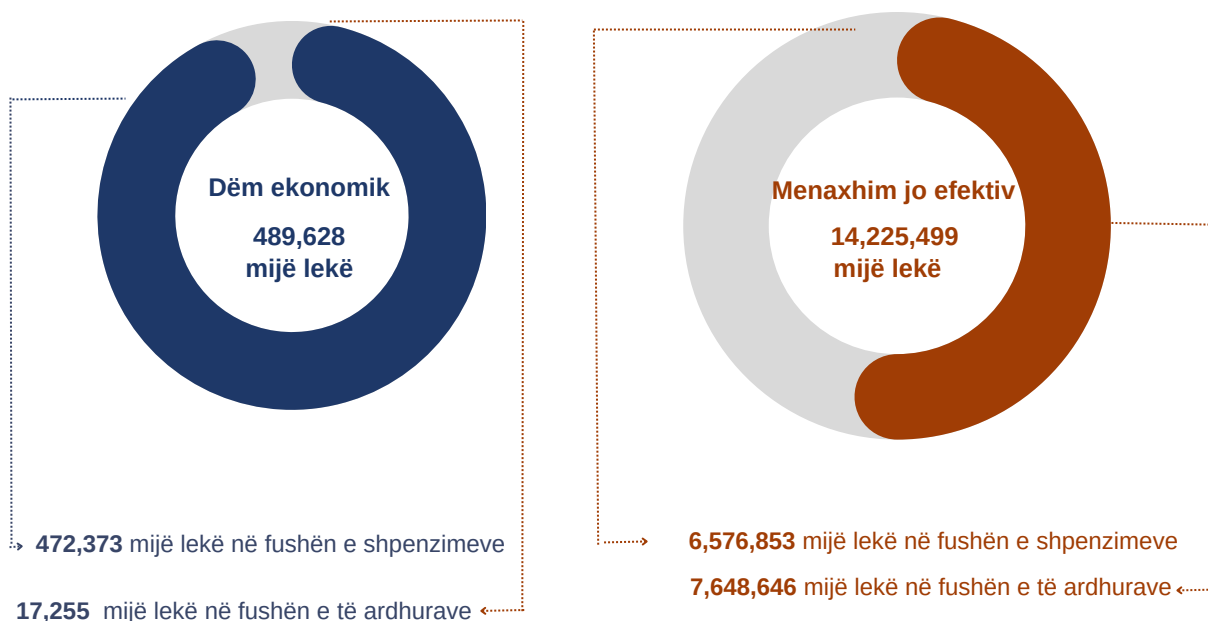 Dëm ekonomik
489,628
mijë lekë
472,373 mijë lekë në fushën e shpenzimeve
17,255 mijë lekë në fushën e të ardhurave
Menaxhim jo efektiv
14,225,499
mijë lekë
6,576,853 mijë lekë në fushën e shpenzimeve
7,648,646 mijë lekë në fushën e të ardhurave